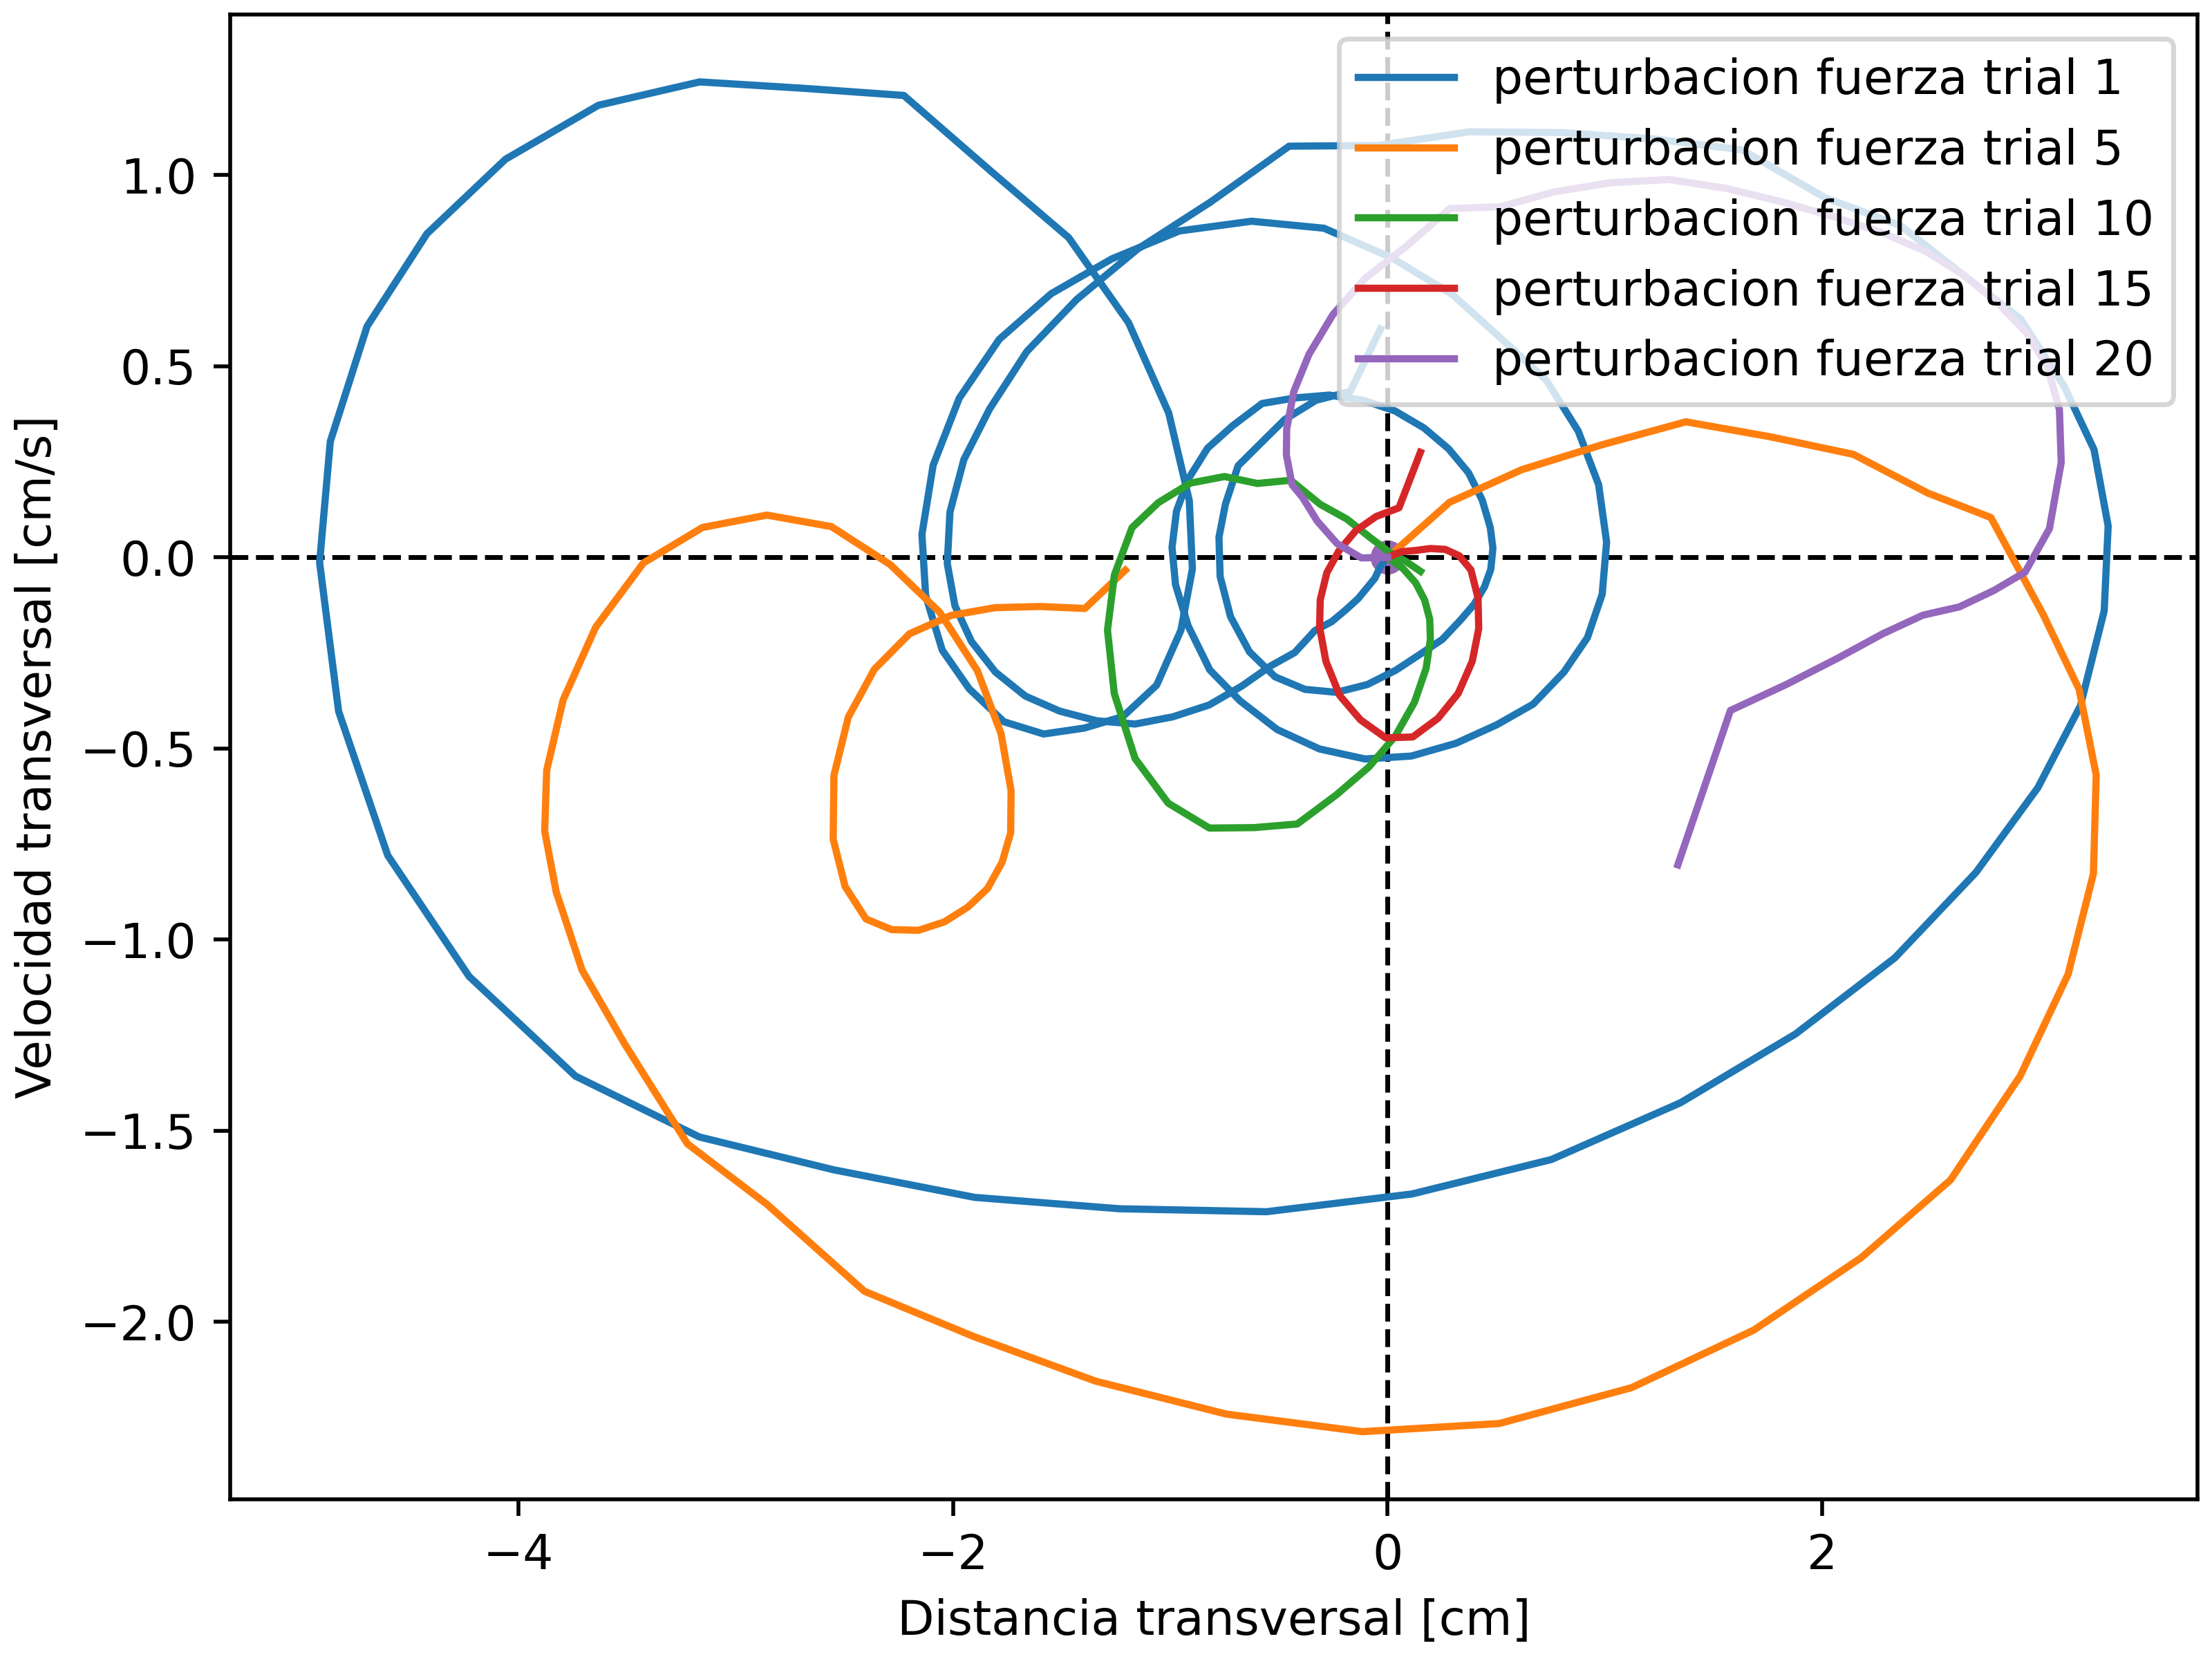 perturbacion fuerza trial 1
perturbacion fuerza trial 5
perturbacion fuerza trial 10
perturbacion fuerza trial 15
perturbacion fuerza trial 20
Velocidad transversal [cm/s]
1.0
0.5
0.0
−0.5
−1.0
−1.5
−2.0
−4
−2
0
2
Distancia transversal [cm]